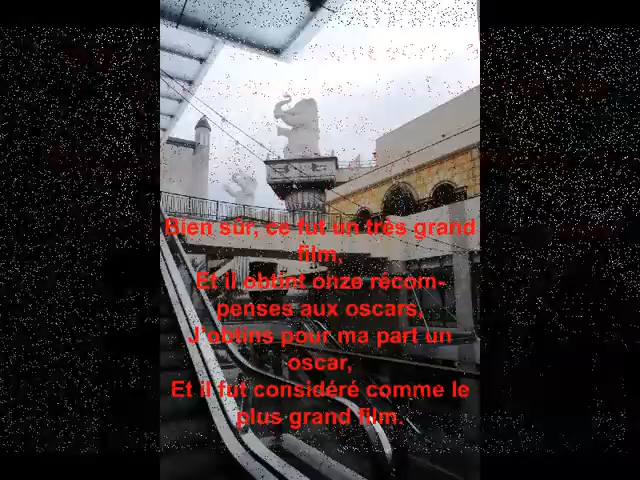 Bien sûr, ce fut un très grand
film,
Et il obtint onze récom-
penses aux oscars,
J'obtins pour ma part un
oscar,
Et il fut considéré comme le
plus grand film.